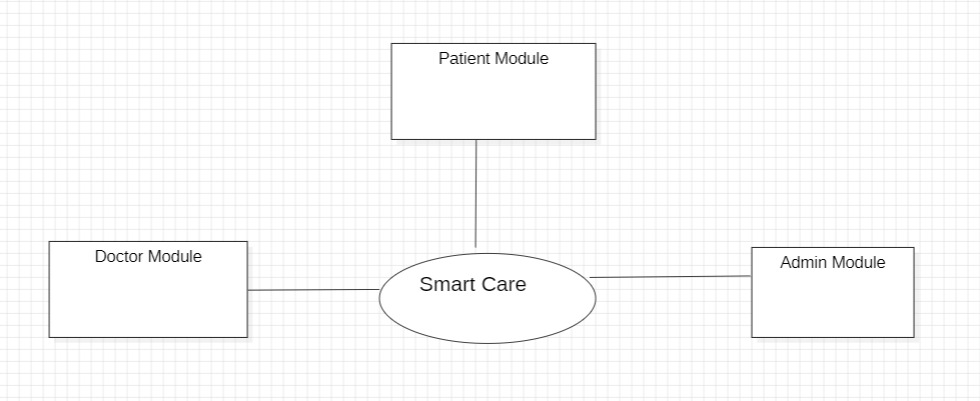 Patient Module
Doctor Module
Smart Care
Admin Module